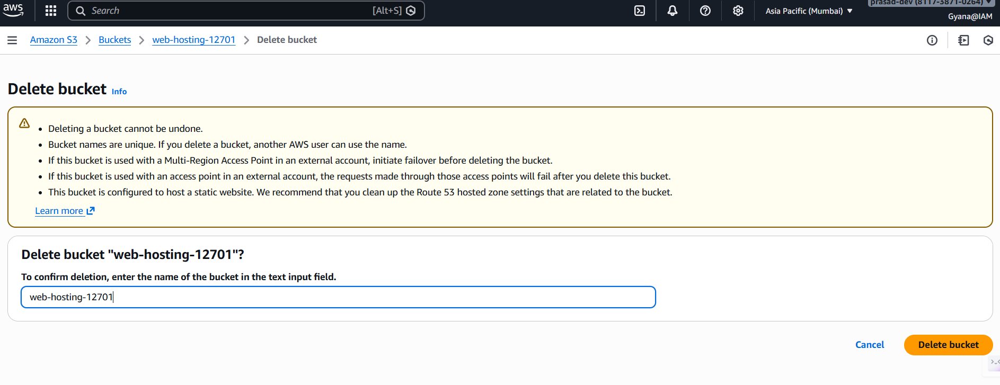 aws
Search
[Alt+S]
Asia Pacific (Mumbai)
prasad-dev (8117-3871-0264)
Gyana@IAM
Amazon S3 > Buckets > web-hosting-12701 > Delete bucket
Delete bucket Info
• Deleting a bucket cannot be undone.
• Bucket names are unique. If you delete a bucket, another AWS user can use the name.
• If this bucket is used with a Multi-Region Access Point in an external account, initiate failover before deleting the bucket.
• If this bucket is used with an access point in an external account, the requests made through those access points will fail after you delete this bucket.
• This bucket is configured to host a static website. We recommend that you clean up the Route 53 hosted zone settings that are related to the bucket.
Learn more
Delete bucket "web-hosting-12701"?
To confirm deletion, enter the name of the bucket in the text input field.
web-hosting-12701
Cancel
Delete bucket